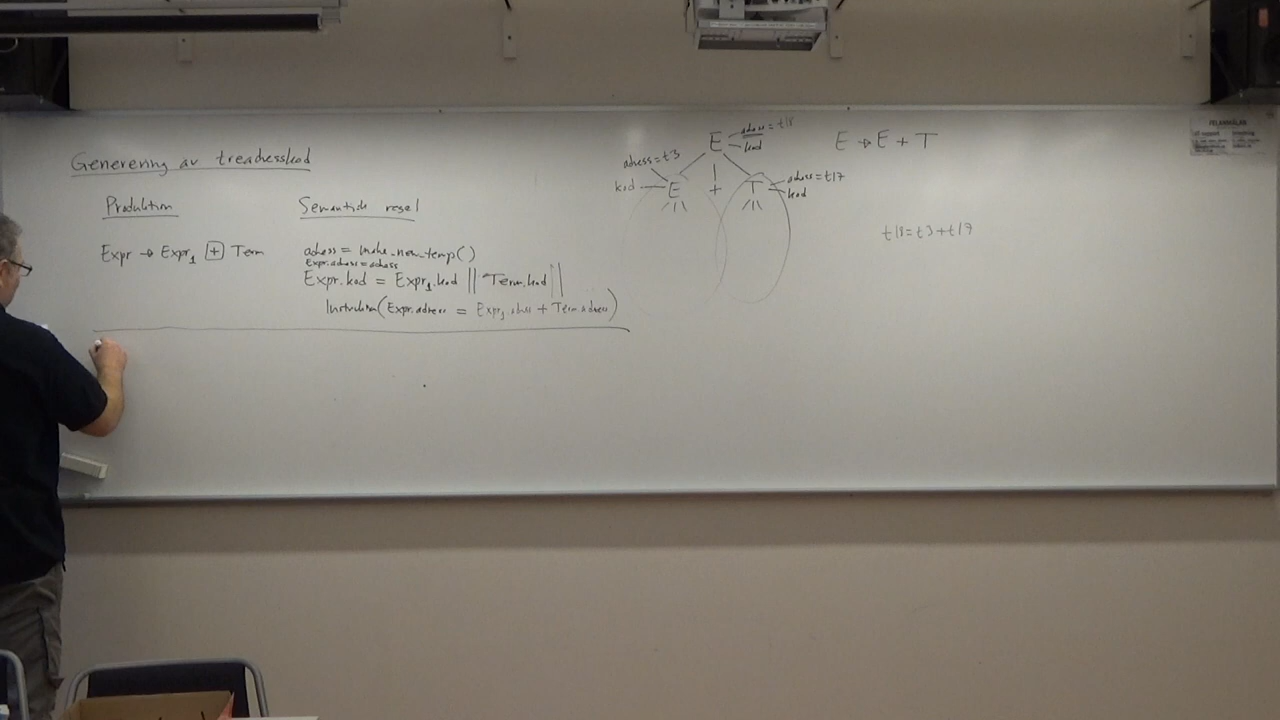 Generering av treadresskod
Produktion
Semantisk regel
Expr → Expr₁ [+] Term
adress = make_new_temp()
Expr.adress = adress
Expr.kod = Expr₁.kod || Term.kod ||
Instruktion(Expr.adress = Expr₁.adress + Term.adress)
E
adress = t18
kod
adress = t3
kod
E
+
T
adress = t17
kod
E → E + T
t18 = t3 + t17
FELANMÄLAN